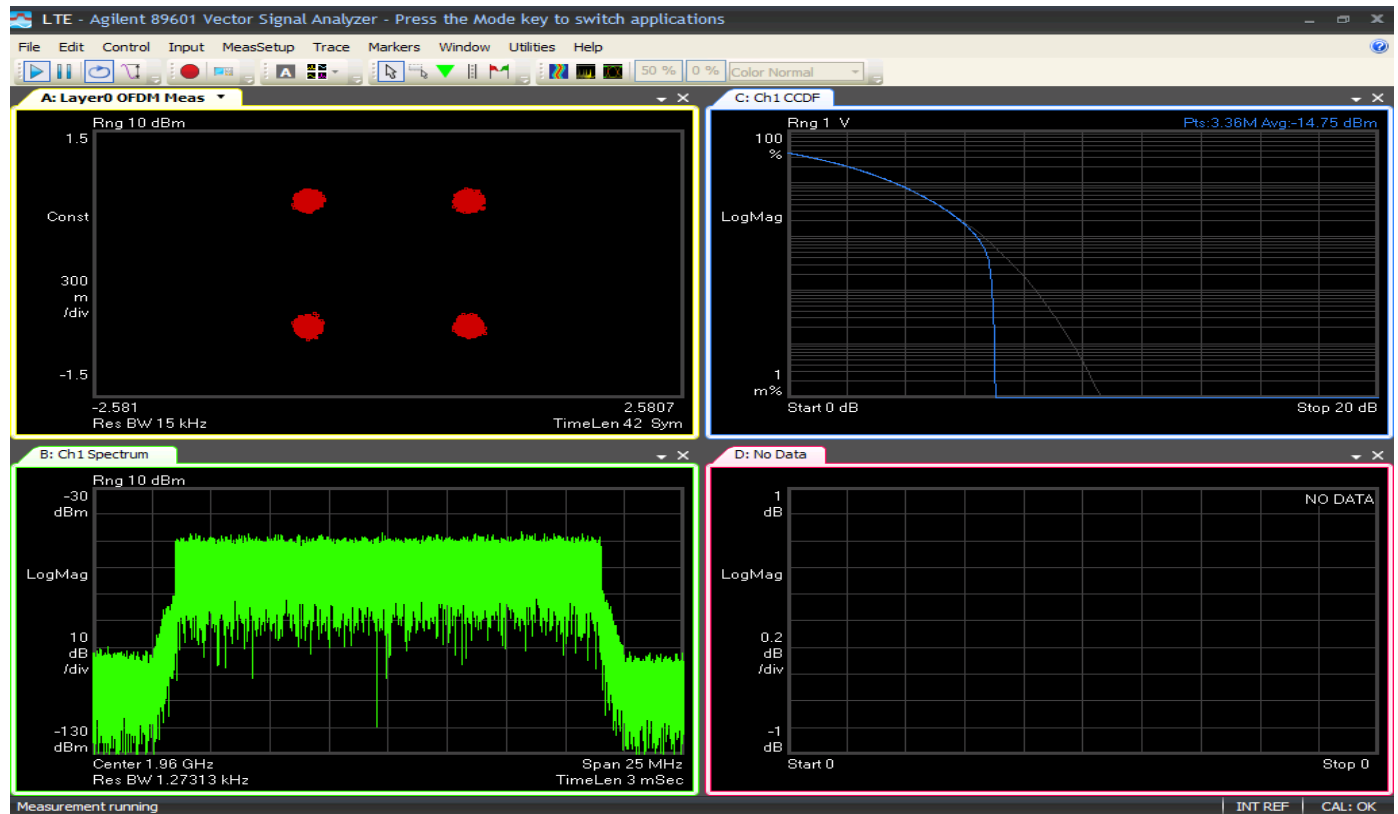 LTE - Agilent 89601 Vector Signal Analyzer - Press the Mode key to switch applications
File Edit Control Input MeasSetup Trace Markers Window Utilities Help
A 50 % 0 % Color Normal
A: Layer0 OFDM Meas
Rng 10 dBm
1.5
Const
300
m
/div
-1.5
-2.581 2.5807
Res BW 15 kHz TimeLen 42 Sym
C: Ch1 CCDF
Rng 1 V Pts:3.36M Avg:-14.75 dBm
100
%
LogMag
1
m%
Start 0 dB Stop 20 dB
B: Ch1 Spectrum
Rng 10 dBm
-30
dBm
LogMag
10
dB
/div
-130
dBm
Center 1.96 GHz Span 25 MHz
Res BW 1.27313 kHz TimeLen 3 mSec
D: No Data
1 NO DATA
dB
LogMag
0.2
dB
/div
-1
dB
Start 0 Stop 0
Measurement running INT REF CAL: OK